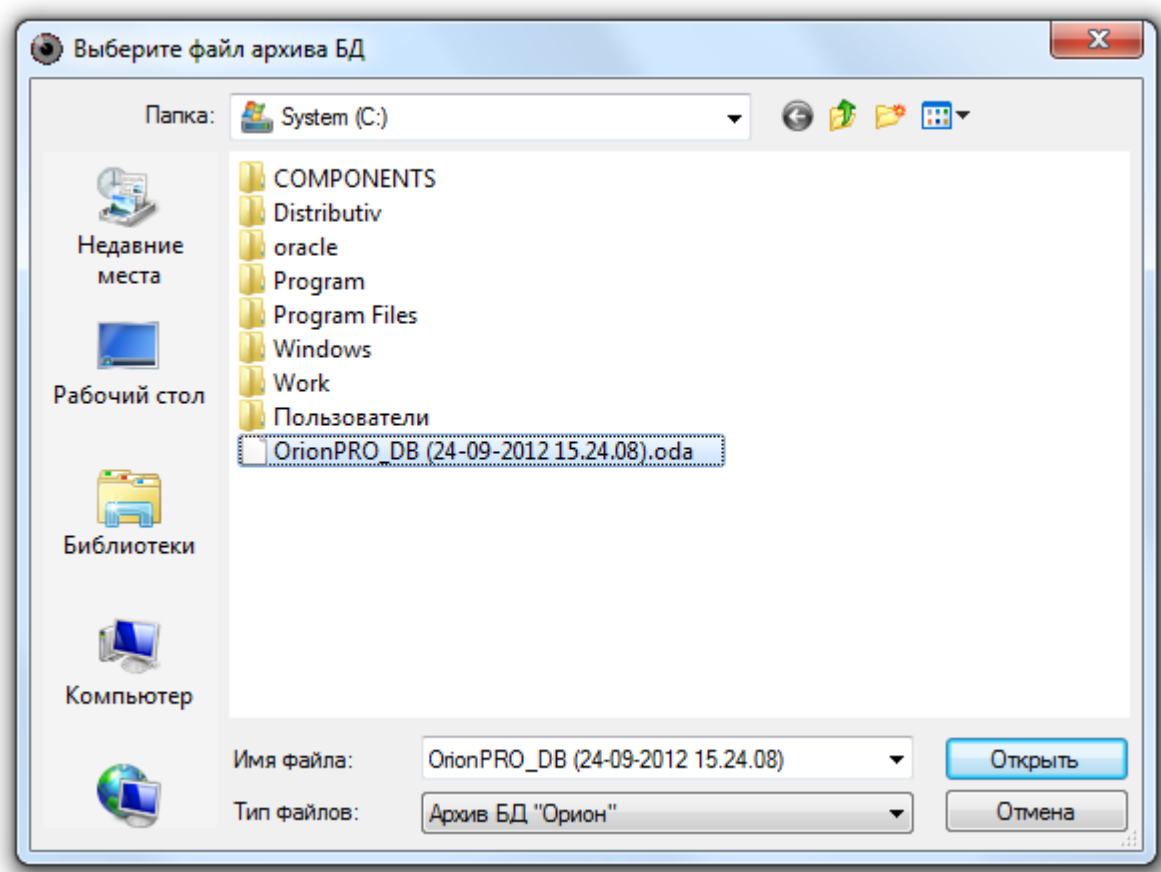 Выберите файл архива БД
Папка:
System (C:)
Недавние
места
Рабочий стол
Библиотеки
Компьютер
COMPONENTS
Distributiv
oracle
Program
Program Files
Windows
Work
Пользователи
OrionPRO_DB (24-09-2012 15.24.08).oda
Имя файла:
OrionPRO_DB (24-09-2012 15.24.08)
Открыть
Тип файлов:
Архив БД "Орион"
Отмена